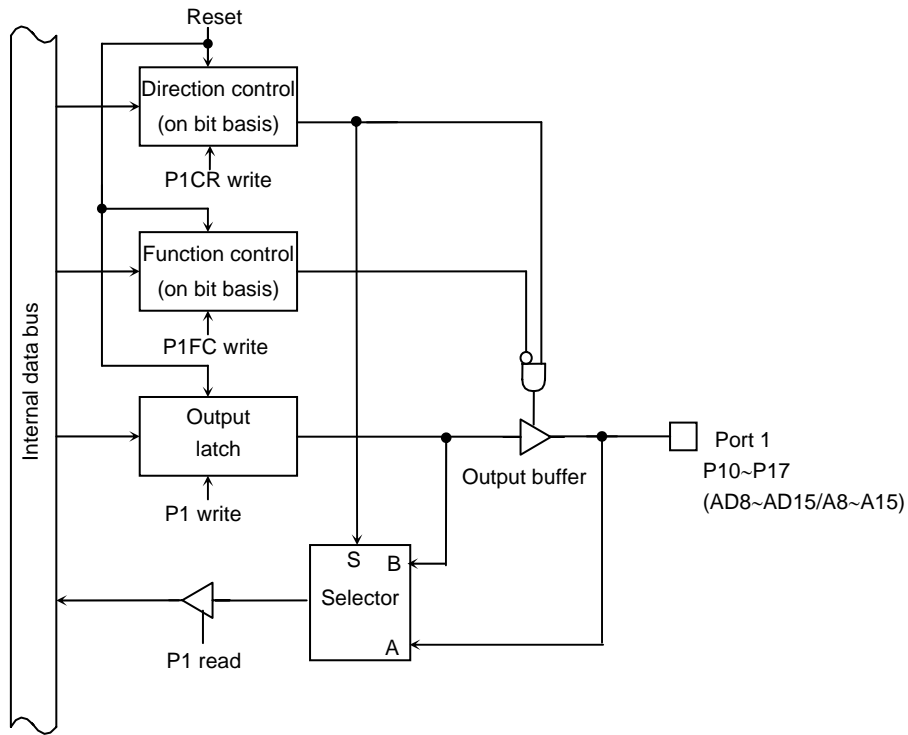 Reset
Direction control
(on bit basis)
P1CR write
Function control
(on bit basis)
P1FC write
Internal data bus
Output
latch
P1 write
Output buffer
Port 1
P10~P17
(AD8~AD15/A8~A15)
S
B
Selector
A
P1 read